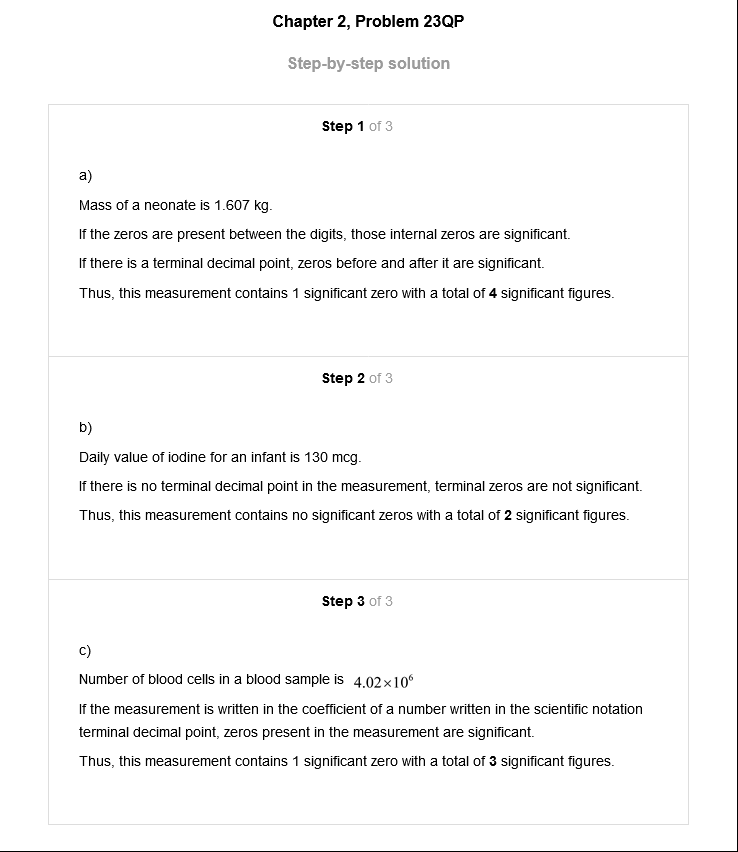 Chapter 2, Problem 23QP
Step-by-step solution
Step 1 of 3
a)
Mass of a neonate is 1.607 kg.
If the zeros are present between the digits, those internal zeros are significant.
If there is a terminal decimal point, zeros before and after it are significant.
Thus, this measurement contains 1 significant zero with a total of 4 significant figures.
Step 2 of 3
b)
Daily value of iodine for an infant is 130 mcg.
If there is no terminal decimal point in the measurement, terminal zeros are not significant.
Thus, this measurement contains no significant zeros with a total of 2 significant figures.
Step 3 of 3
c)
Number of blood cells in a blood sample is 4.02×10⁶
If the measurement is written in the coefficient of a number written in the scientific notation
terminal decimal point, zeros present in the measurement are significant.
Thus, this measurement contains 1 significant zero with a total of 3 significant figures.